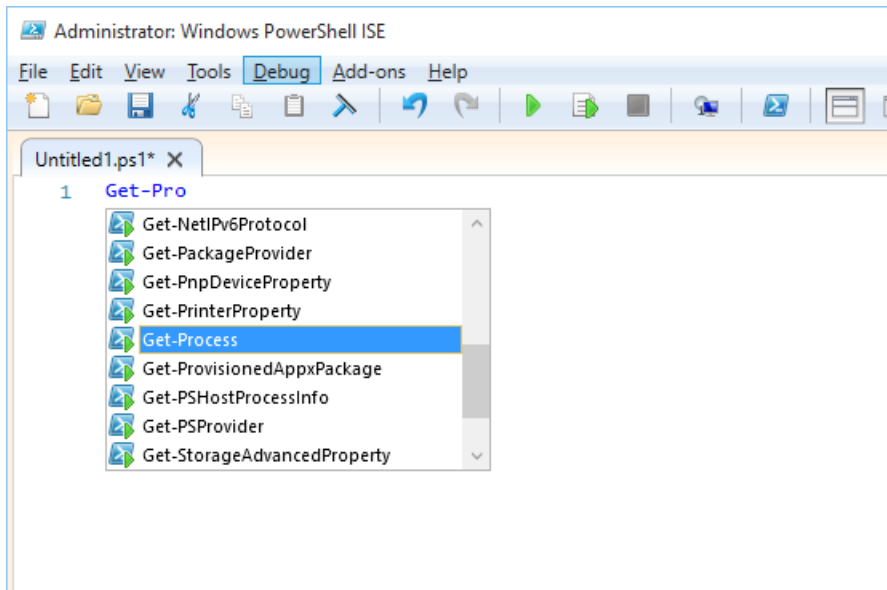 Administrator: Windows PowerShell ISE
File Edit View Tools Debug Add-ons Help
Untitled1.ps1*
1 Get-Pro
Get-NetIPv6Protocol
Get-PackageProvider
Get-PnpDeviceProperty
Get-PrinterProperty
Get-Process
Get-ProvisionedAppxPackage
Get-PSHostProcessInfo
Get-PSProvider
Get-StorageAdvancedProperty